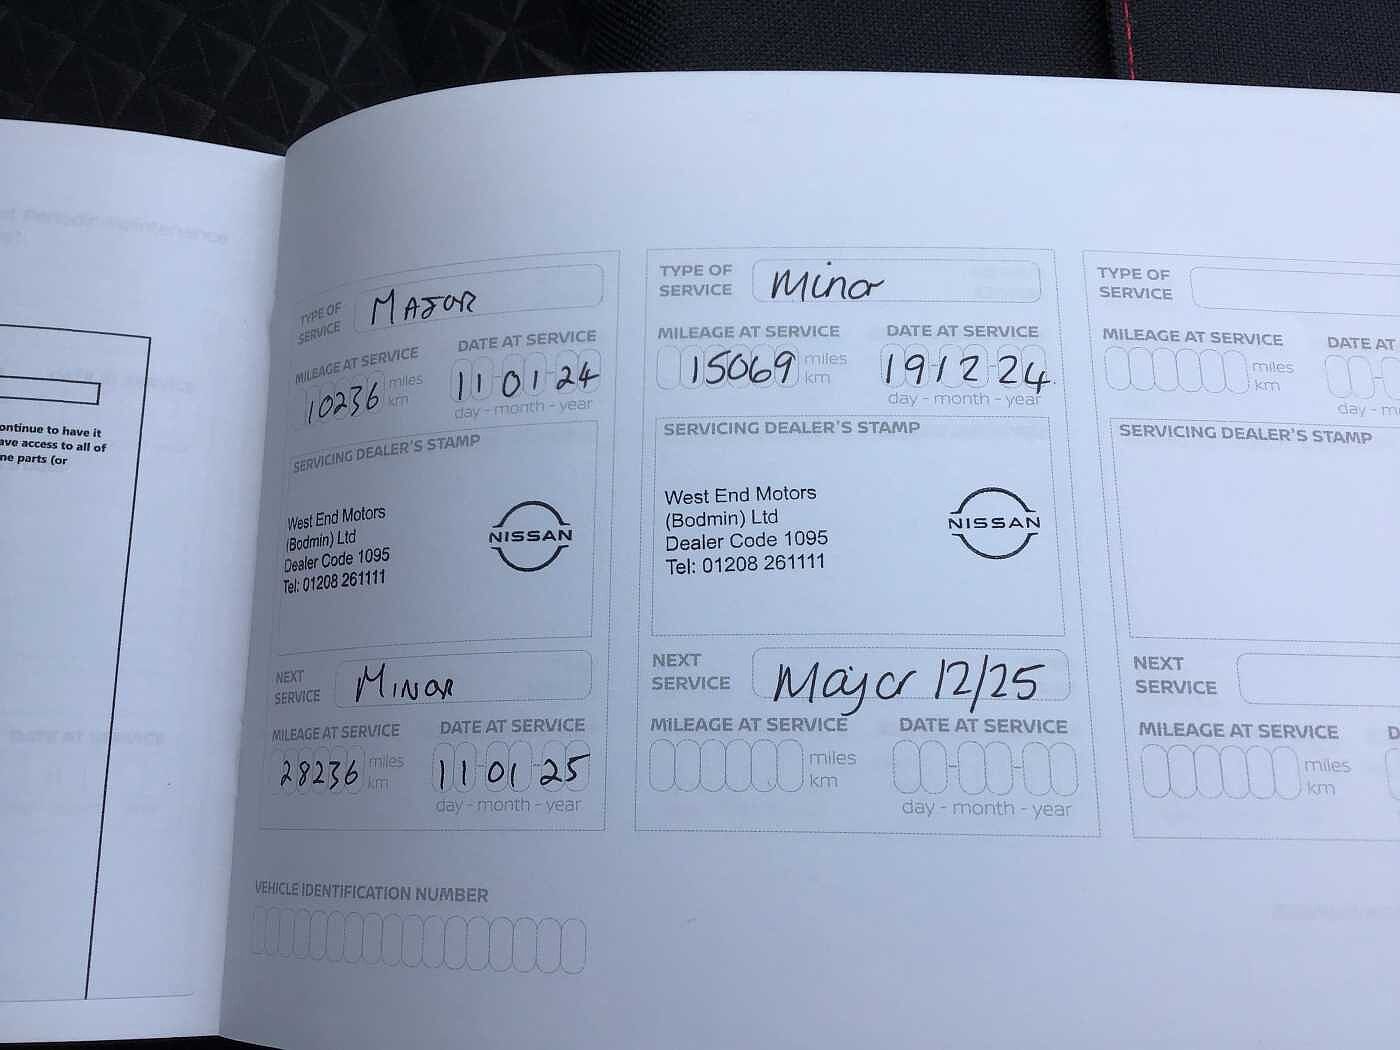 ontinue to have it
ave access to all of
ne parts (or
TYPE OF
SERVICE
MAJOR
MILEAGE AT SERVICE
DATE AT SERVICE
10236
miles
km
11-01-24
day - month - year
SERVICING DEALER'S STAMP
West End Motors
(Bodmin) Ltd
Dealer Code 1095
Tel: 01208 261111
NISSAN
NEXT
SERVICE
MINOR
MILEAGE AT SERVICE
DATE AT SERVICE
28236
miles
km
11-01-25
day - month - year
VEHICLE IDENTIFICATION NUMBER
TYPE OF
SERVICE
Minor
MILEAGE AT SERVICE
DATE AT SERVICE
15069
miles
km
19-12-24
day - month - year
SERVICING DEALER'S STAMP
West End Motors
(Bodmin) Ltd
Dealer Code 1095
Tel: 01208 261111
NISSAN
NEXT
SERVICE
Major 12/25
MILEAGE AT SERVICE
DATE AT SERVICE
miles
km
day - month - year
TYPE OF
SERVICE
MILEAGE AT SERVICE
DATE AT
miles
km
day - m
SERVICING DEALER'S STAMP
NEXT
SERVICE
MILEAGE AT SERVICE
D
miles
km